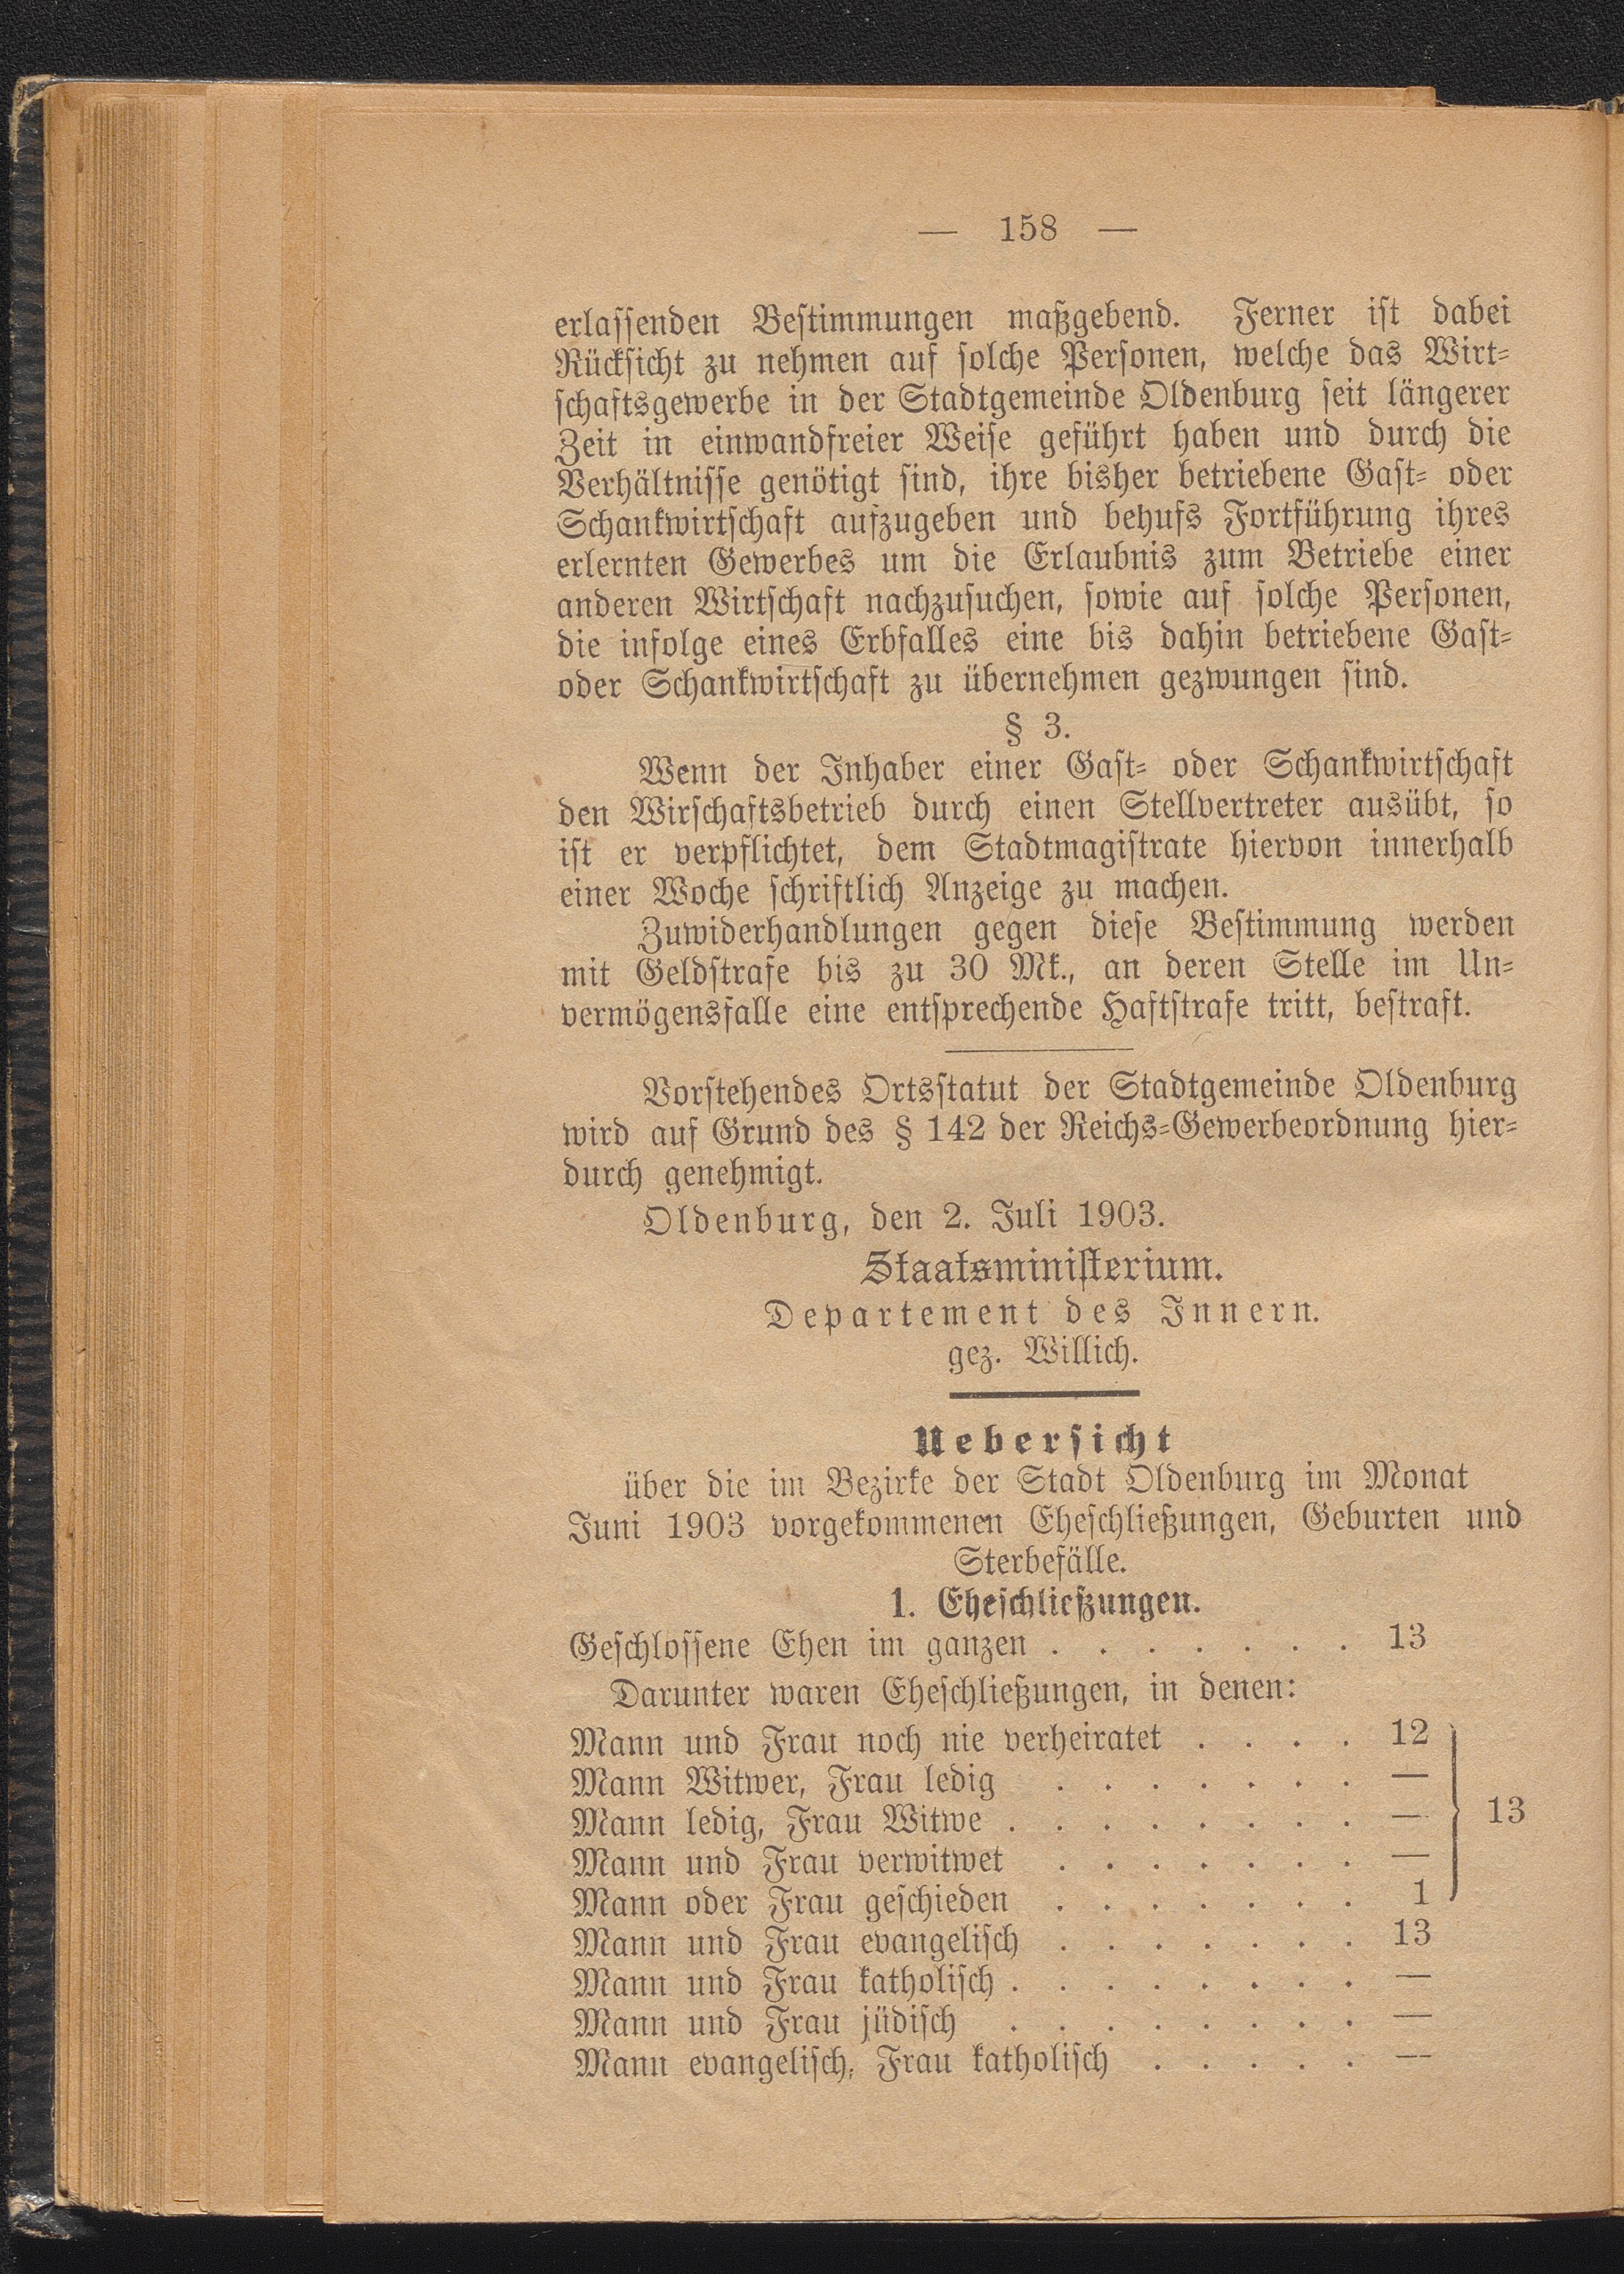 — 158 —
erlassenden Bestimmungen maßgebend. Ferner ist dabei
Rücksicht zu nehmen auf solche Personen, welche das Wirt-
schaftsgewerbe in der Stadtgemeinde Oldenburg seit längerer
Zeit in einwandfreier Weise geführt haben und durch die
Verhältnisse genötigt sind, ihre bisher betriebene Gast- oder
Schankwirtschaft aufzugeben und behufs Fortführung ihres
erlernten Gewerbes um die Erlaubnis zum Betriebe einer
anderen Wirtschaft nachzusuchen, sowie auf solche Personen,
die infolge eines Erbfalles eine bis dahin betriebene Gast-
oder Schankwirtschaft zu übernehmen gezwungen sind.
§ 3.
Wenn der Inhaber einer Gast- oder Schankwirtschaft
den Wirschaftsbetrieb durch einen Stellvertreter ausübt, so
ist er verpflichtet, dem Stadtmagistrate hiervon innerhalb
einer Woche schriftlich Anzeige zu machen.
Zuwiderhandlungen gegen diese Bestimmung werden
mit Geldstrafe bis zu 30 Mk., an deren Stelle im Un-
vermögensfalle eine entsprechende Haftstrafe tritt, bestraft.
Vorstehendes Ortsstatut der Stadtgemeinde Oldenburg
wird auf Grund des § 142 der Reichs-Gewerbeordnung hier-
durch genehmigt.
Oldenburg, den 2. Juli 1903.
Staatsministerium.
Departement des Innern.
gez. Willich.
Uebersicht
über die im Bezirke der Stadt Oldenburg im Monat
Juni 1903 vorgekommenen Eheschließungen, Geburten und
Sterbefälle.
1. Eheschließungen.
Geschlossene Ehen im ganzen . . . . . . . 13
Darunter waren Eheschließungen, in denen:
Mann und Frau noch nie verheiratet . . . . 12
Mann Witwer, Frau ledig . . . . . . . —
Mann ledig, Frau Witwe . . . . . . . . — 13
Mann und Frau verwitwet . . . . . . . —
Mann oder Frau geschieden . . . . . . . 1
Mann und Frau evangelisch . . . . . . . 13
Mann und Frau katholisch . . . . . . . . —
Mann und Frau jüdisch . . . . . . . . —
Mann evangelisch, Frau katholisch . . . . . —